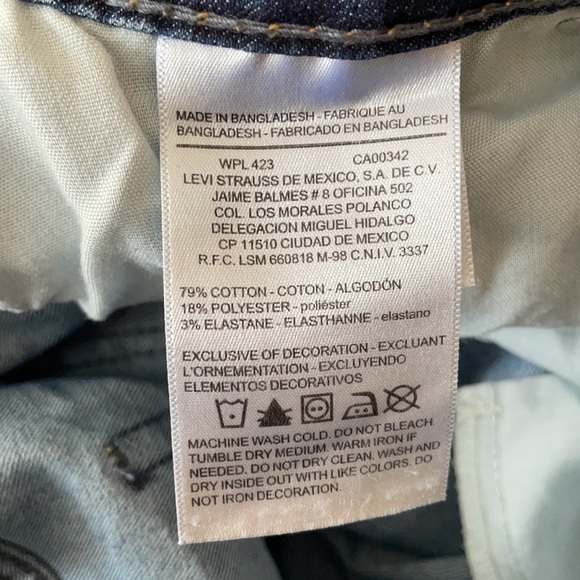 MADE IN BANGLADESH - FABRIQUE AU
BANGLADESH - FABRICADO EN BANGLADESH
WPL 423 CA00342
LEVI STRAUSS DE MEXICO, S.A. DE C.V.
JAIME BALMES # 8 OFICINA 502
COL. LOS MORALES POLANCO
DELEGACION MIGUEL HIDALGO
CP 11510 CIUDAD DE MEXICO
R.F.C. LSM 660818 M-98 C.N.I.V. 3337
79% COTTON - COTON - ALGODÓN
18% POLYESTER - poliéster
3% ELASTANE - ELASTHANNE - elastano
EXCLUSIVE OF DECORATION - EXCLUANT
L'ORNEMENTATION - EXCLUYENDO
ELEMENTOS DECORATIVOS
MACHINE WASH COLD. DO NOT BLEACH.
TUMBLE DRY MEDIUM. WARM IRON IF
NEEDED. DO NOT DRY CLEAN. WASH AND
DRY INSIDE OUT WITH LIKE COLORS. DO
NOT IRON DECORATION.